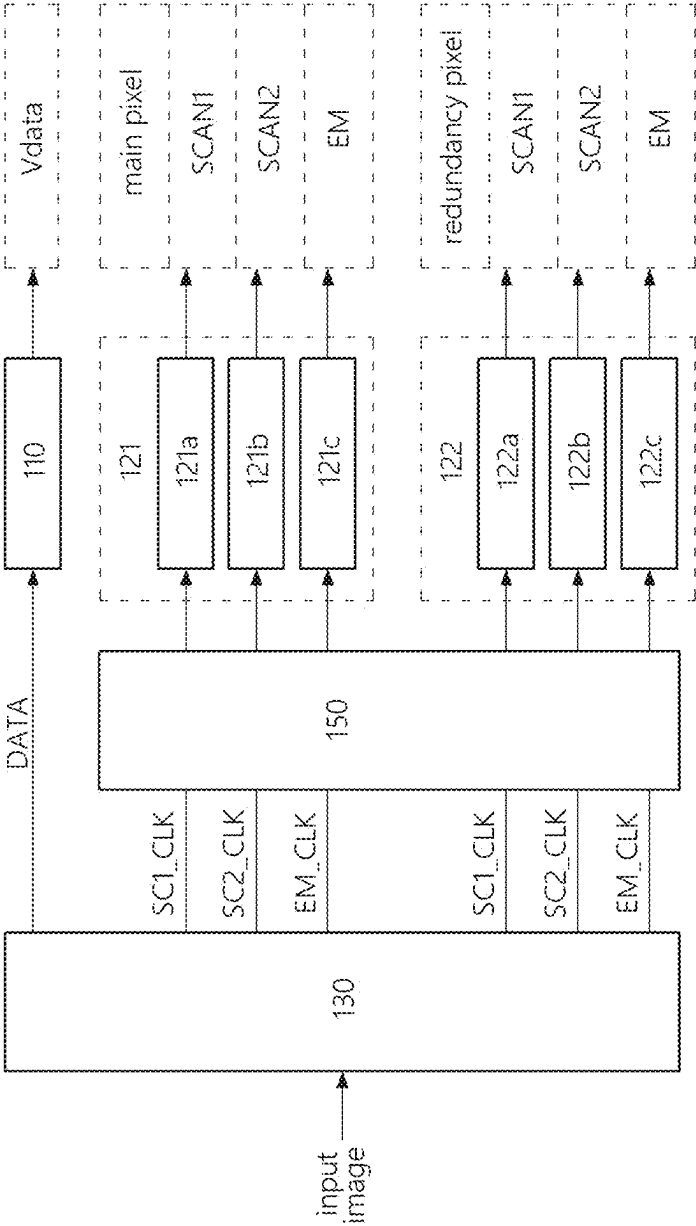 input
image
130
DATA
SC1_CLK
SC2_CLK
EM_CLK
SC1_CLK
SC2_CLK
EM_CLK
150
110
121
121a
121b
121c
122
122a
122b
122c
Vdata
main pixel
SCAN1
SCAN2
EM
redundancy pixel
SCAN1
SCAN2
EM